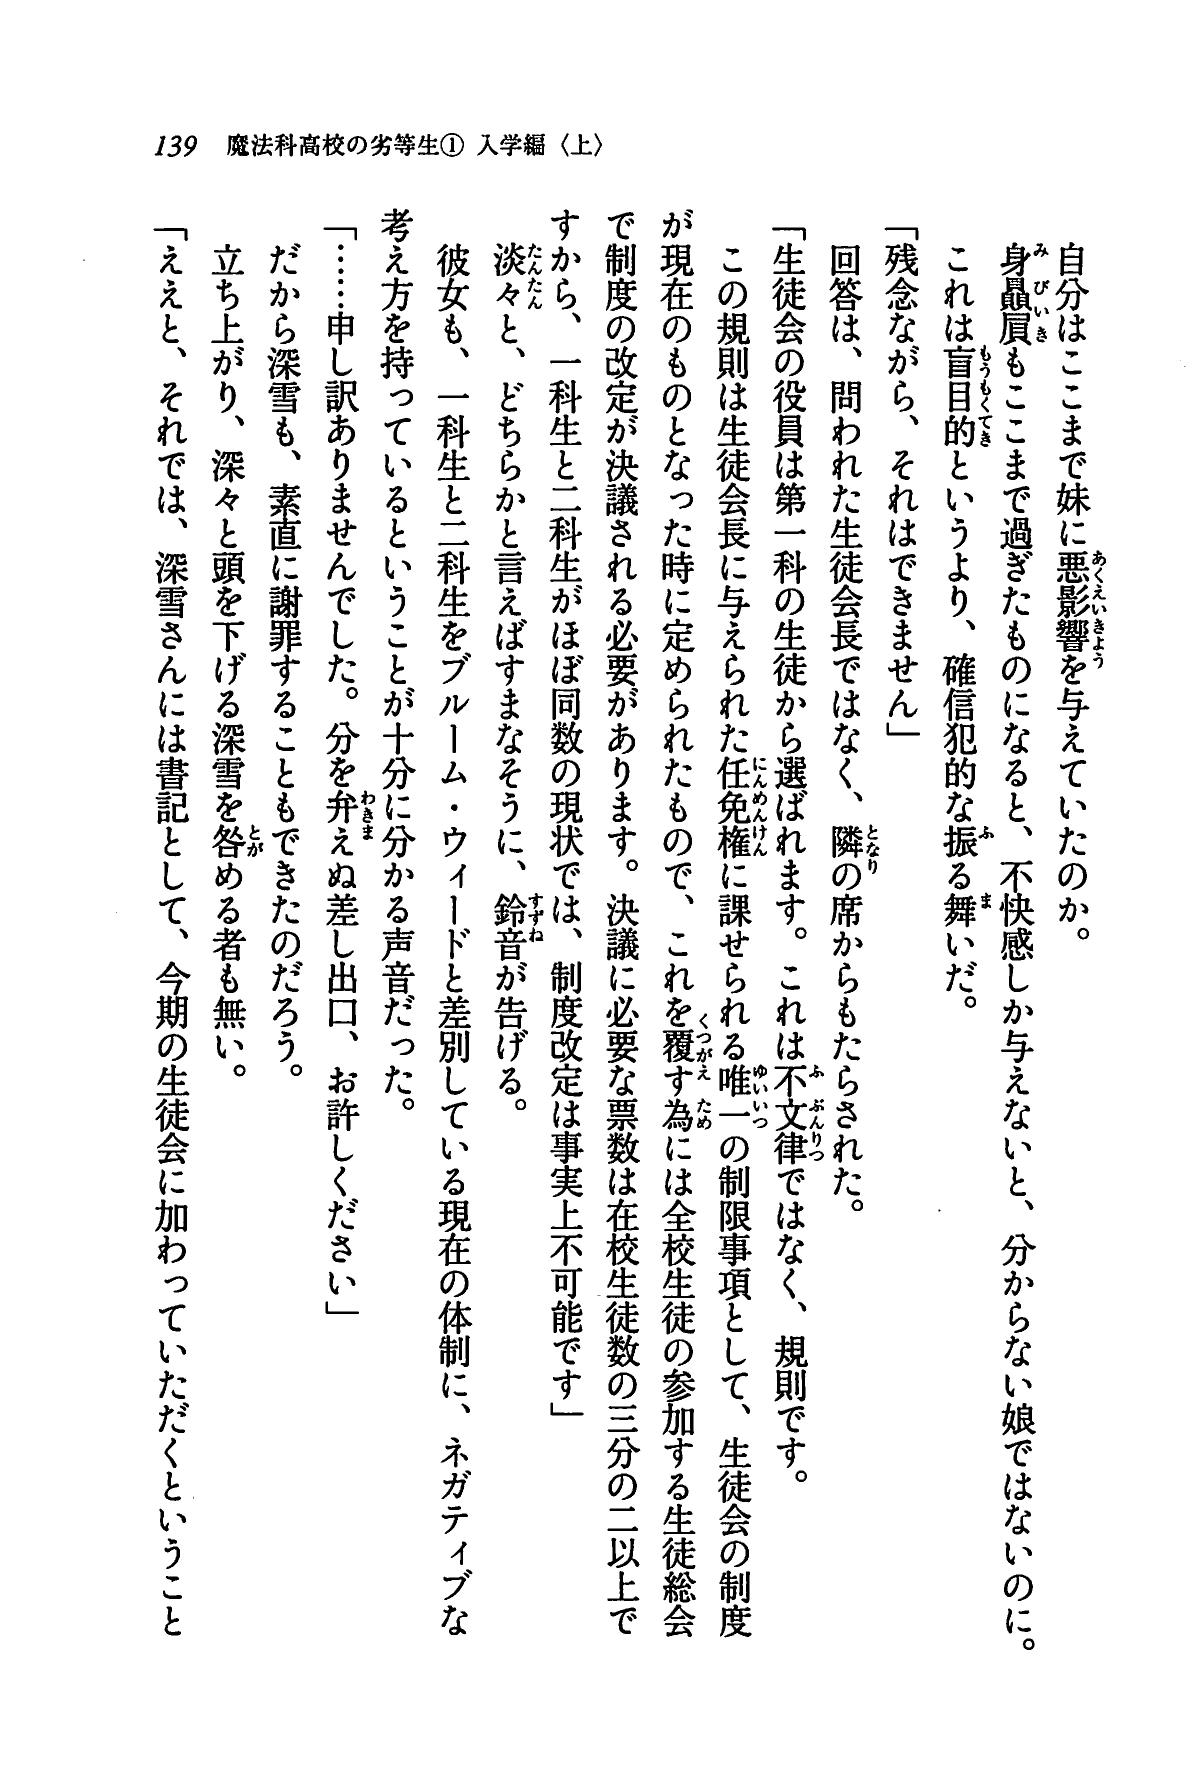 139 魔法科高校の劣等生① 入学編〈上〉
自分はここまで妹に悪影響を与えていたのか。
身贔屓もここまで過ぎたものになると、不快感しか与えないと、分からない娘ではないのに。
これは盲目的というより、確信犯的な振る舞いだ。
「残念ながら、それはできません」
回答は、問われた生徒会長ではなく、隣の席からもたらされた。
「生徒会の役員は第一科の生徒から選ばれます。これは不文律ではなく、規則です。
この規則は生徒会長に与えられた任免権に課せられる唯一の制限事項として、生徒会の制度
が現在のものとなった時に定められたもので、これを覆す為には全校生徒の参加する生徒総会
で制度の改定が決議される必要があります。決議に必要な票数は在校生徒数の三分の二以上で
すから、一科生と二科生がほぼ同数の現状では、制度改定は事実上不可能です」
淡々と、どちらかと言えばすまなそうに、鈴音が告げる。
彼女も、一科生と二科生をブルーム・ウィードと差別している現在の体制に、ネガティブな
考え方を持っているということが十分に分かる声音だった。
「……申し訳ありませんでした。分を弁えぬ差し出口、お許しください」
だから深雪も、素直に謝罪することもできたのだろう。
立ち上がり、深々と頭を下げる深雪を咎める者も無い。
「ええと、それでは、深雪さんには書記として、今期の生徒会に加わっていただくということ